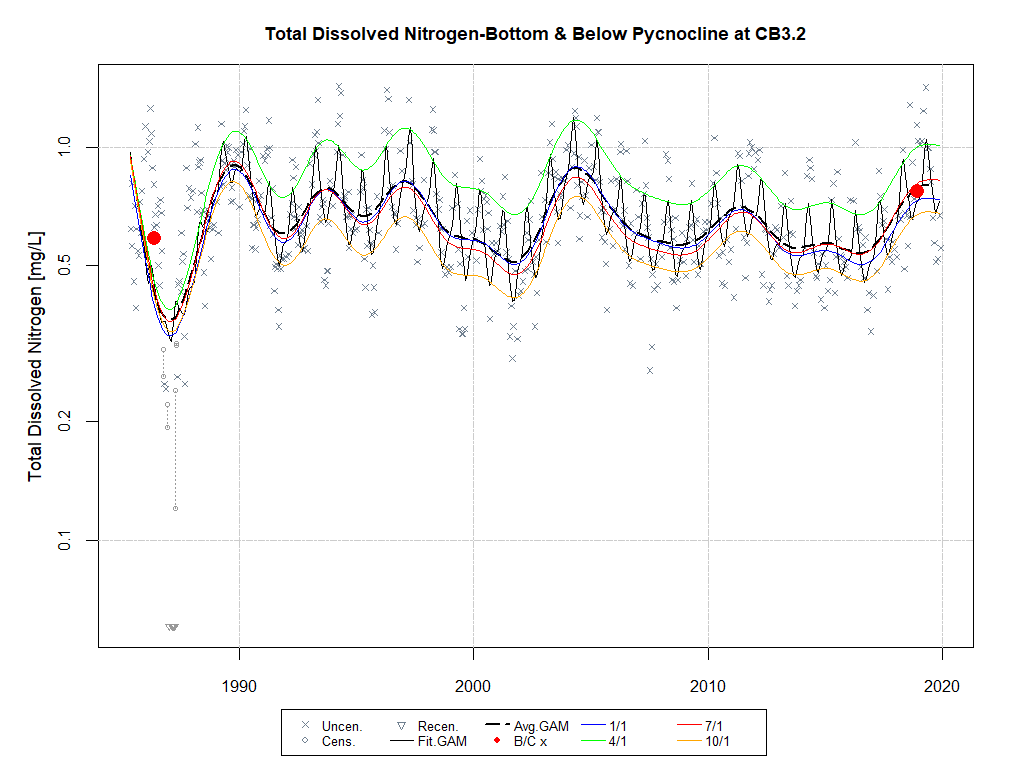 Total Dissolved Nitrogen-Bottom & Below Pycnocline at CB3.2
Total Dissolved Nitrogen [mg/L]
1.0
0.5
0.2
0.1
1990 2000 2010 2020
Uncen. Recen. Avg.GAM 1/1 7/1
Cens. Fit.GAM B/C x 4/1 10/1